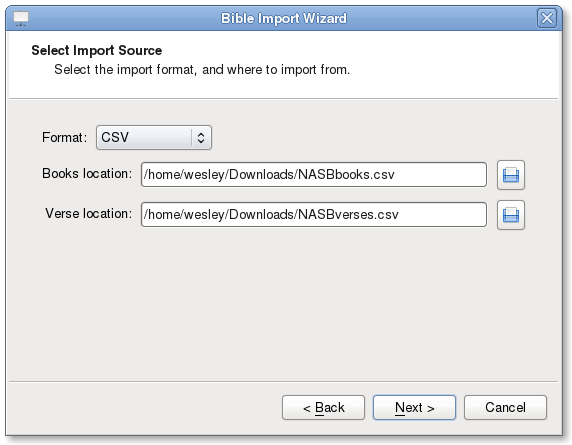 Bible Import Wizard
Select Import Source
Select the import format, and where to import from.
Format: CSV
Books location: /home/wesley/Downloads/NASBbooks.csv
Verse location: /home/wesley/Downloads/NASBverses.csv
< Back Next > Cancel